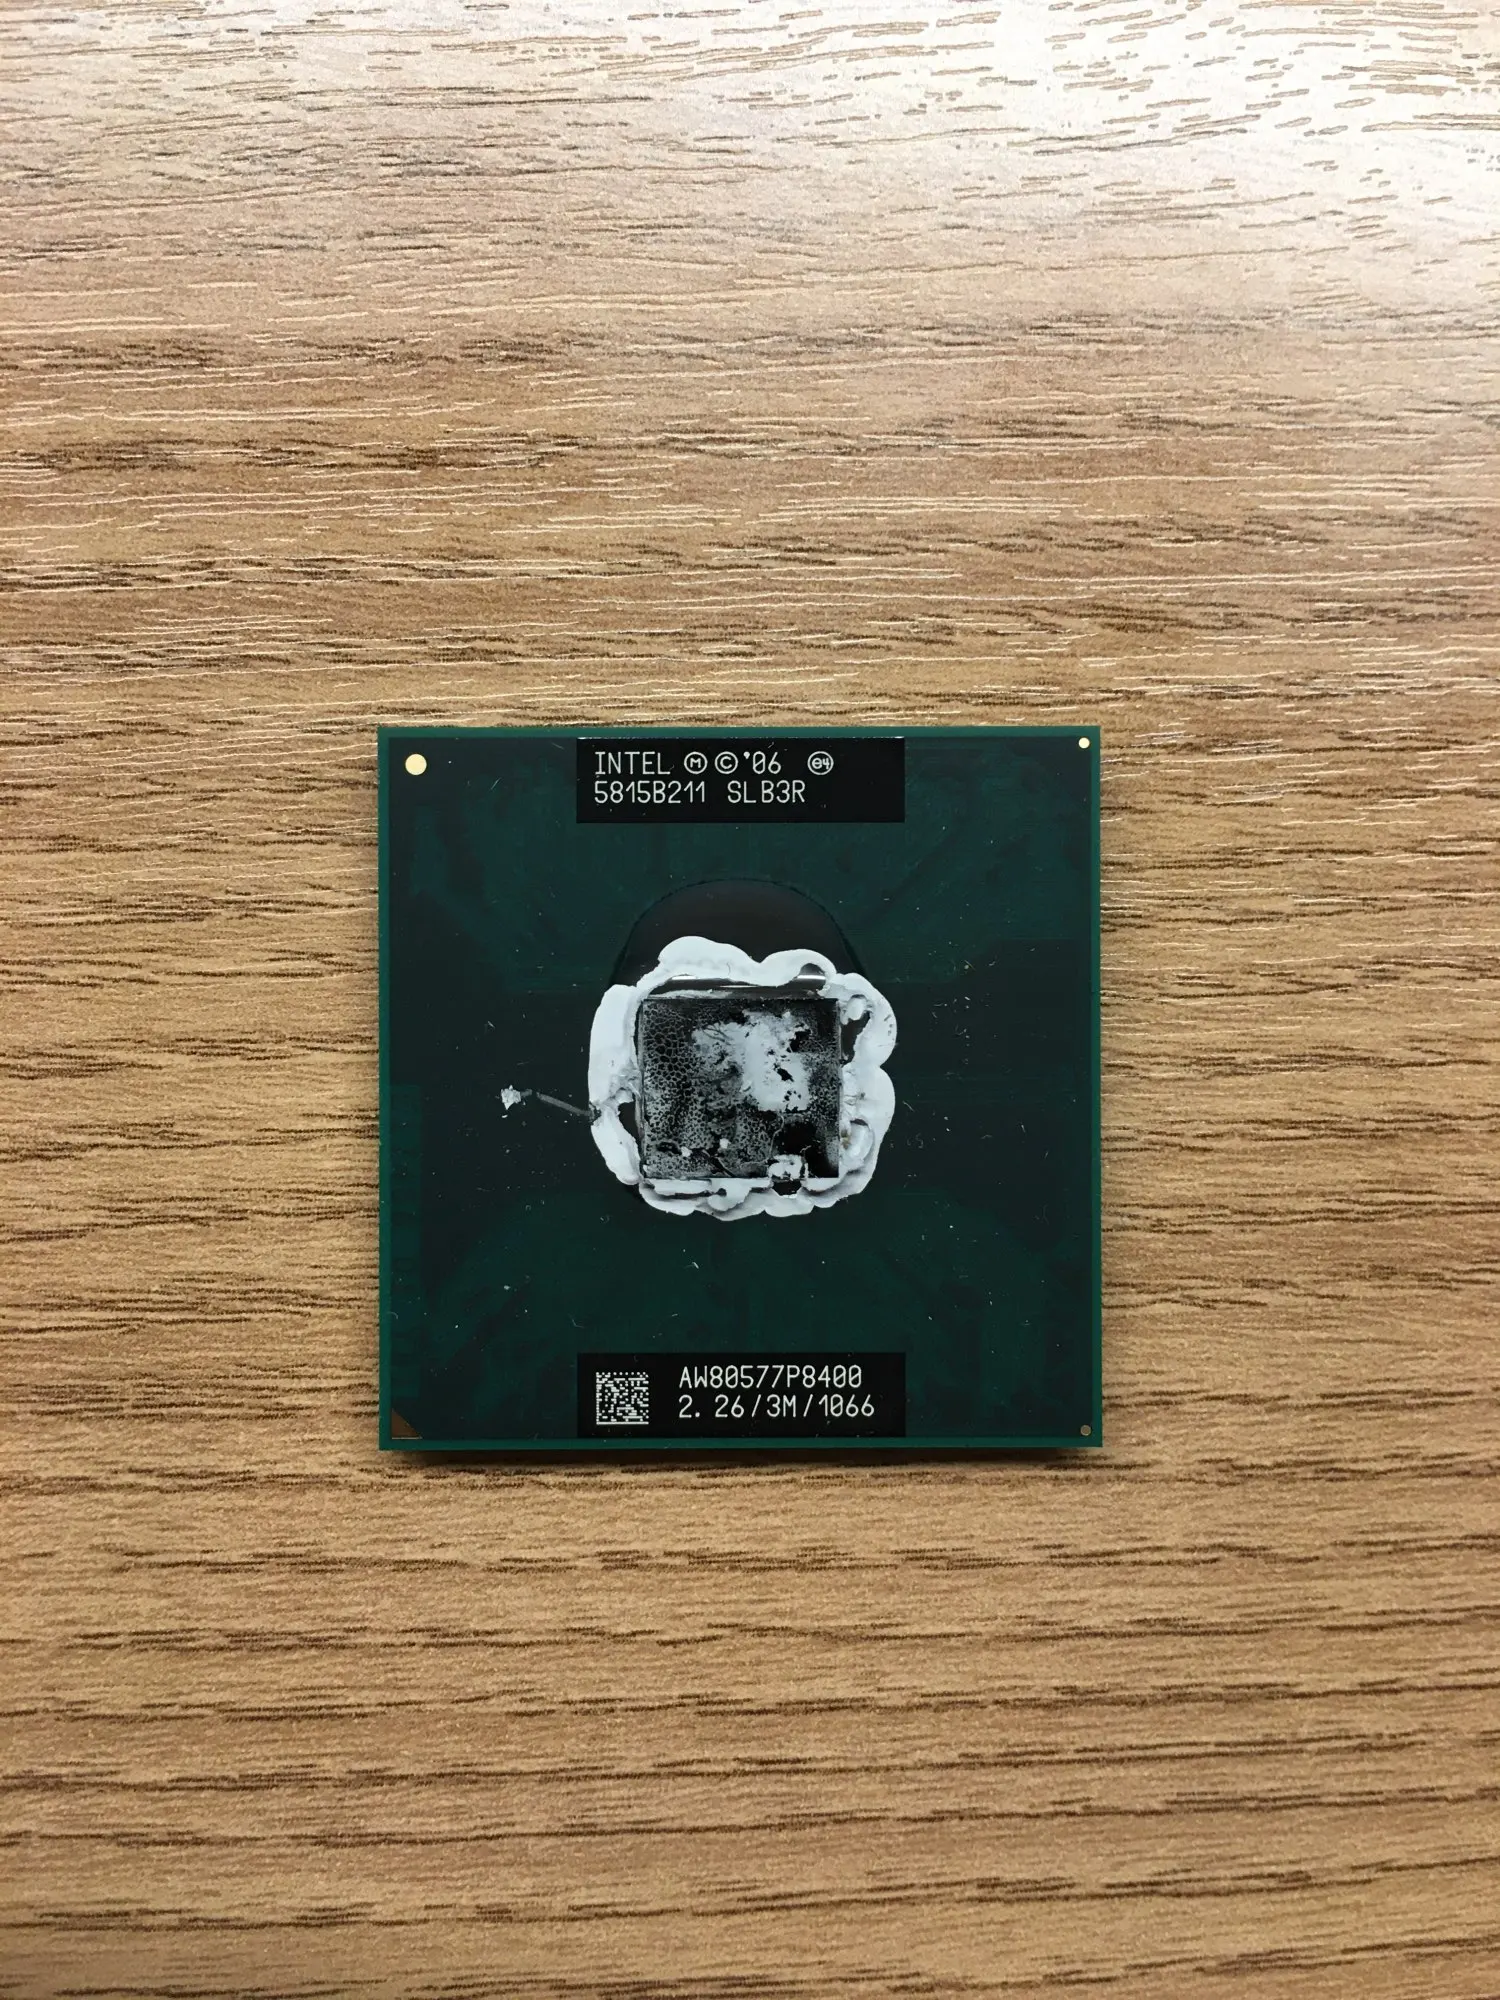 INTEL Ⓜ ©'06 ⓔ4
5815B211 SLB3R
AW80577P8400
2.26/3M/1066